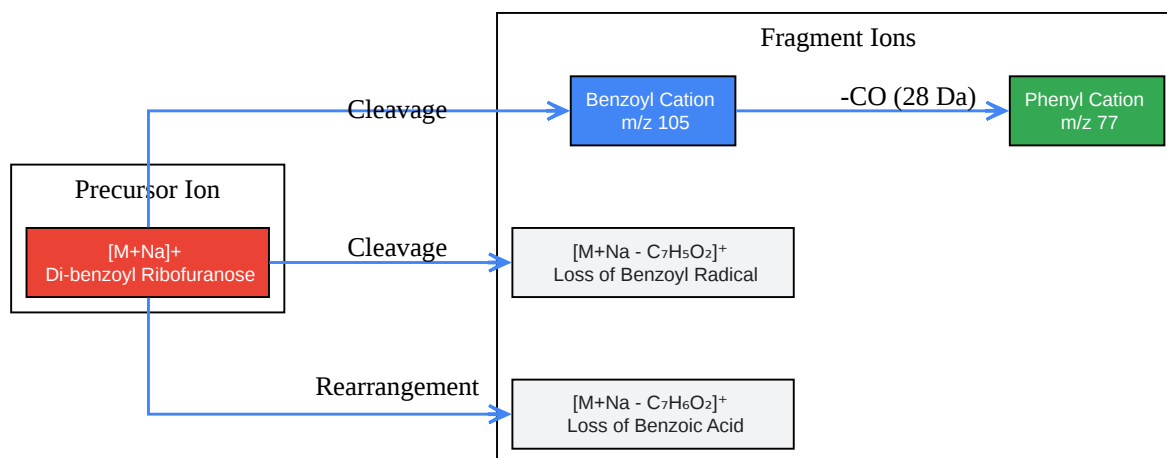 Fragment Ions
Cleavage
Benzoyl Cation
m/z 105
-CO (28 Da)
Phenyl Cation
m/z 77
Precursor Ion
[M+Na]+
Di-benzoyl Ribofuranose
Cleavage
[M+Na - C₇H₅O₂]⁺
Loss of Benzoyl Radical
Rearrangement
[M+Na - C₇H₆O₂]⁺
Loss of Benzoic Acid